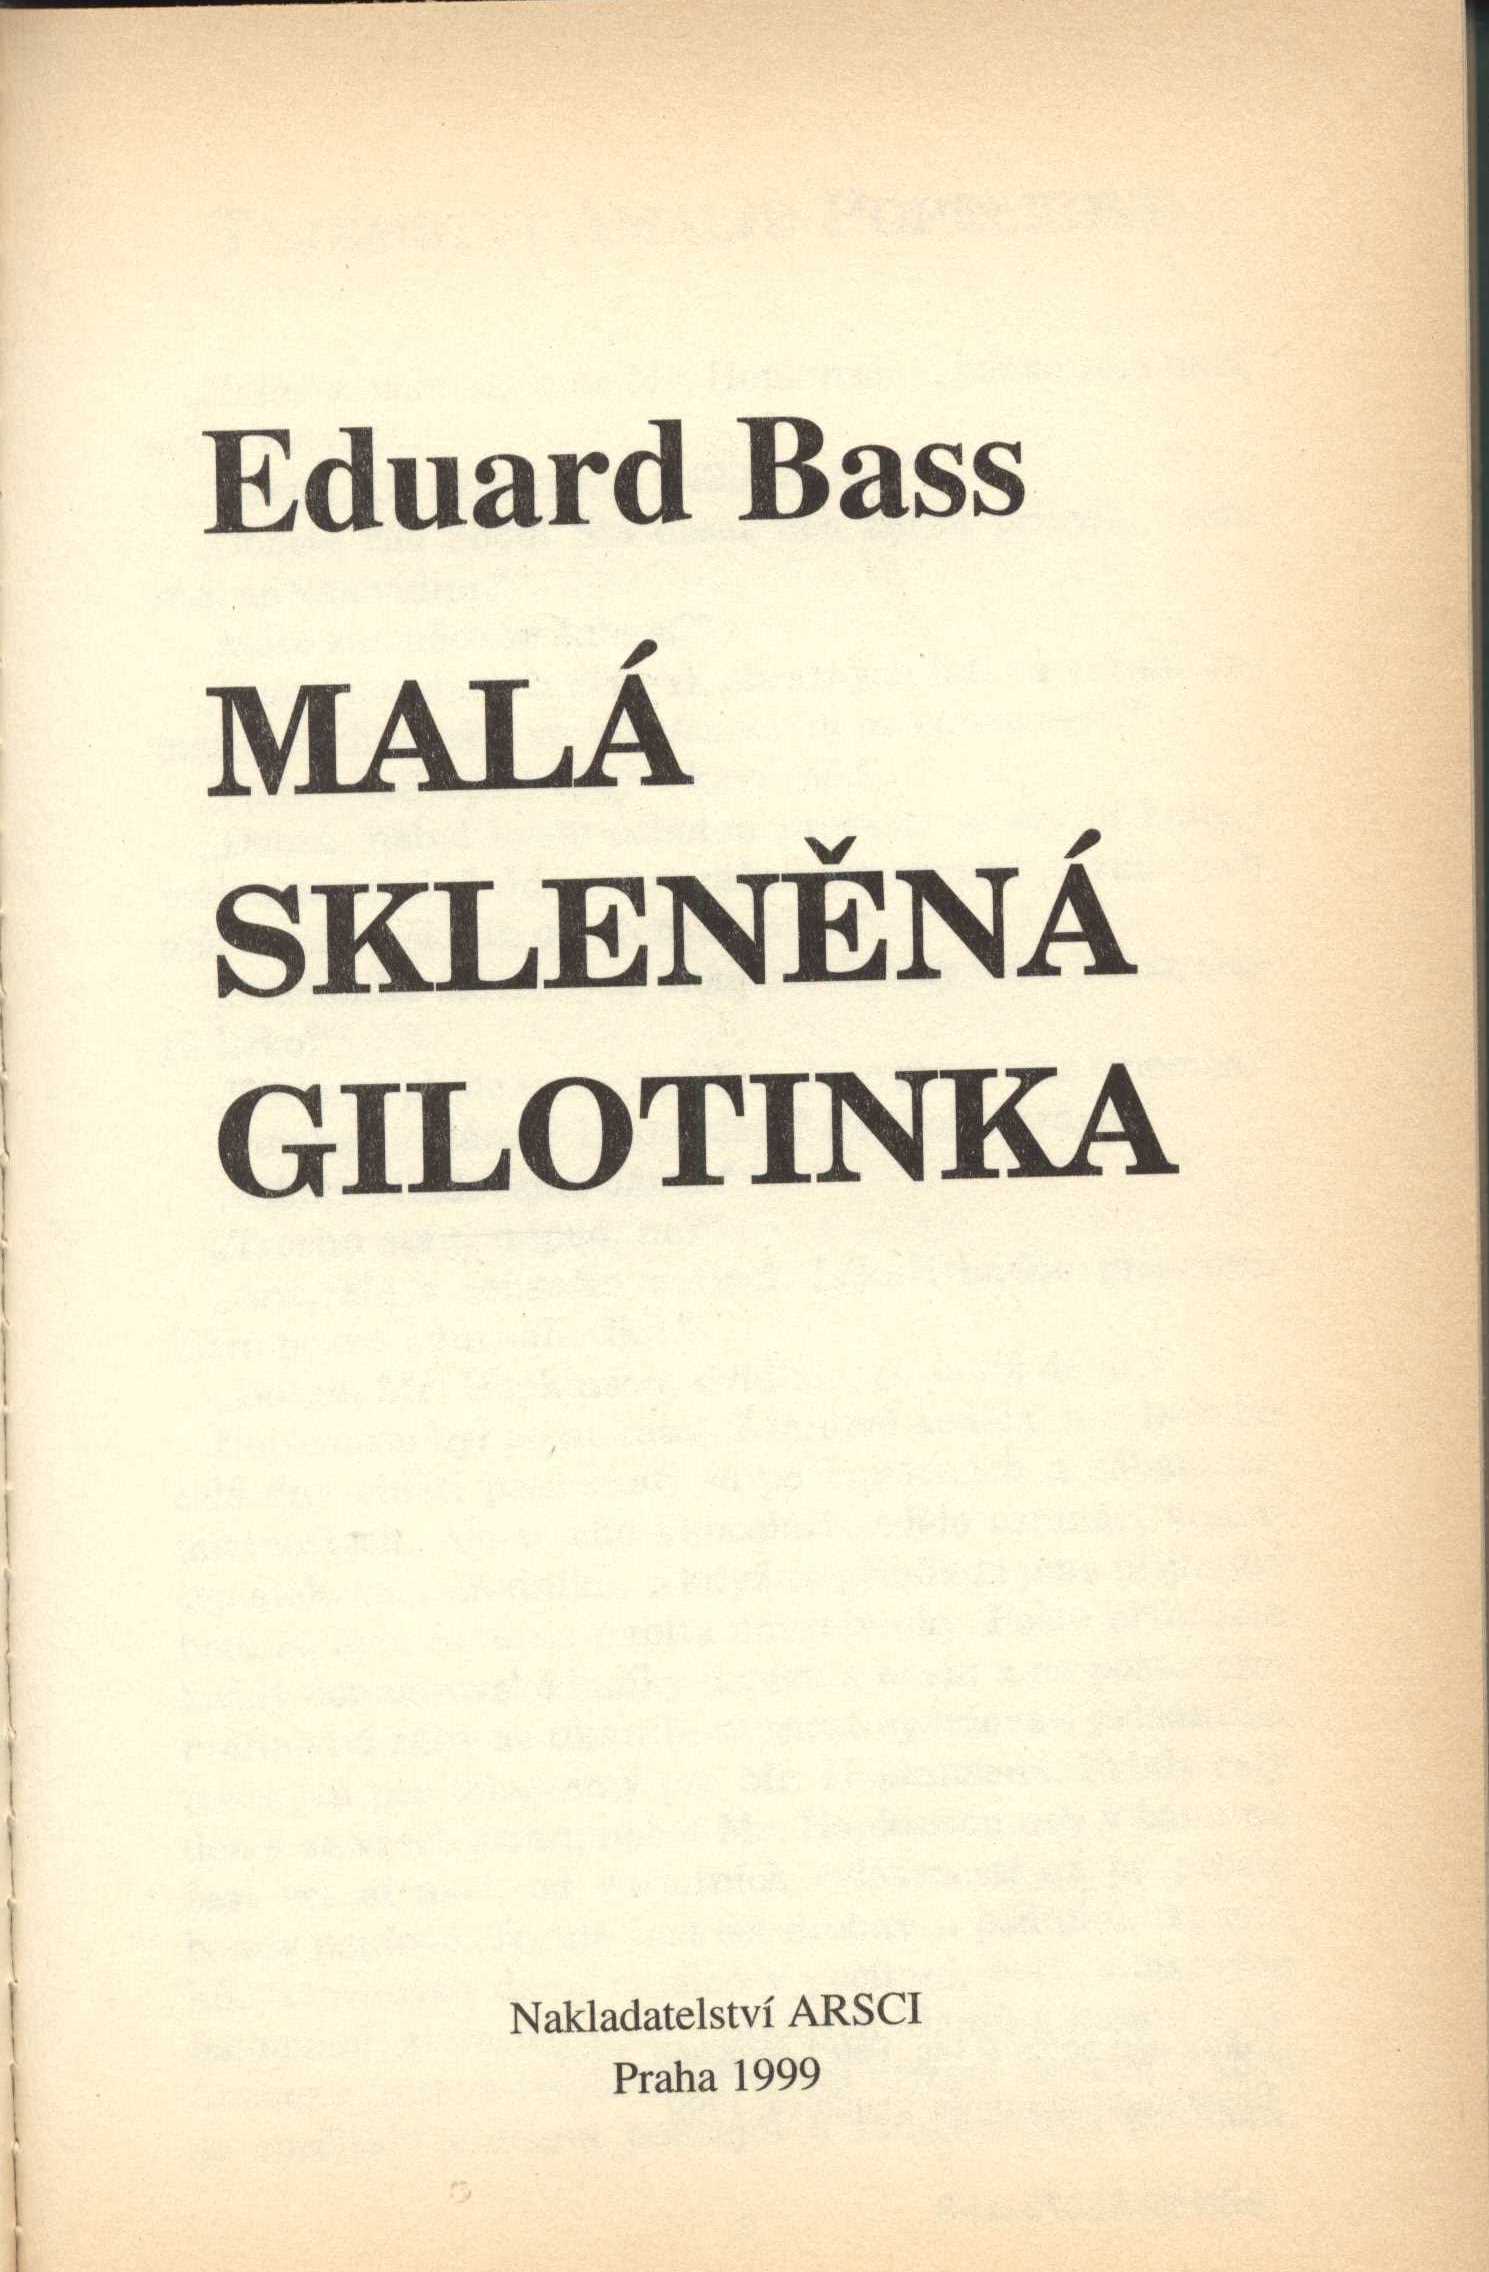 Eduard Bass
MALÁ
SKLENĚNÁ
GILOTINKA
Nakladatelství ARSCI
Praha 1999